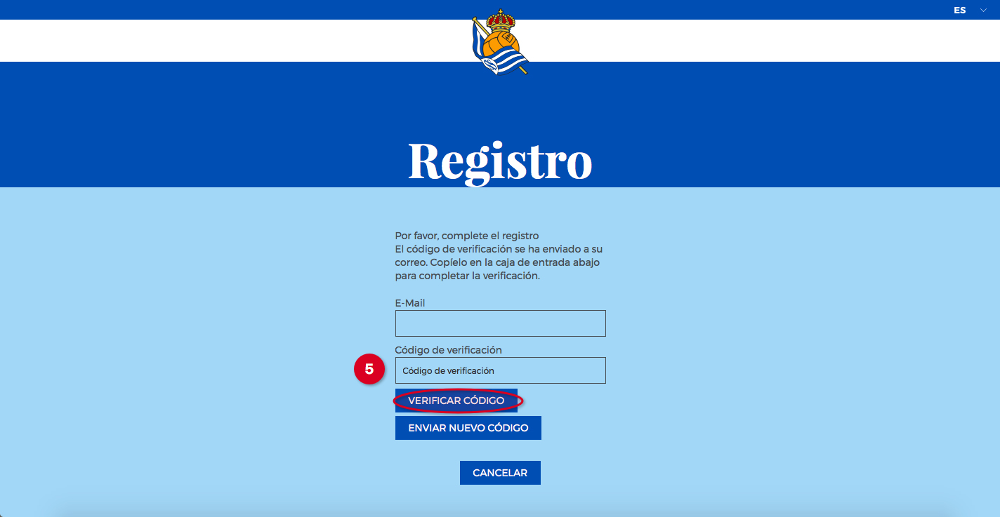 ES
Registro
Por favor, complete el registro
El código de verificación se ha enviado a su
correo. Copíelo en la caja de entrada abajo
para completar la verificación.
E-Mail
Código de verificación
5
Código de verificación
VERIFICAR CÓDIGO
ENVIAR NUEVO CÓDIGO
CANCELAR